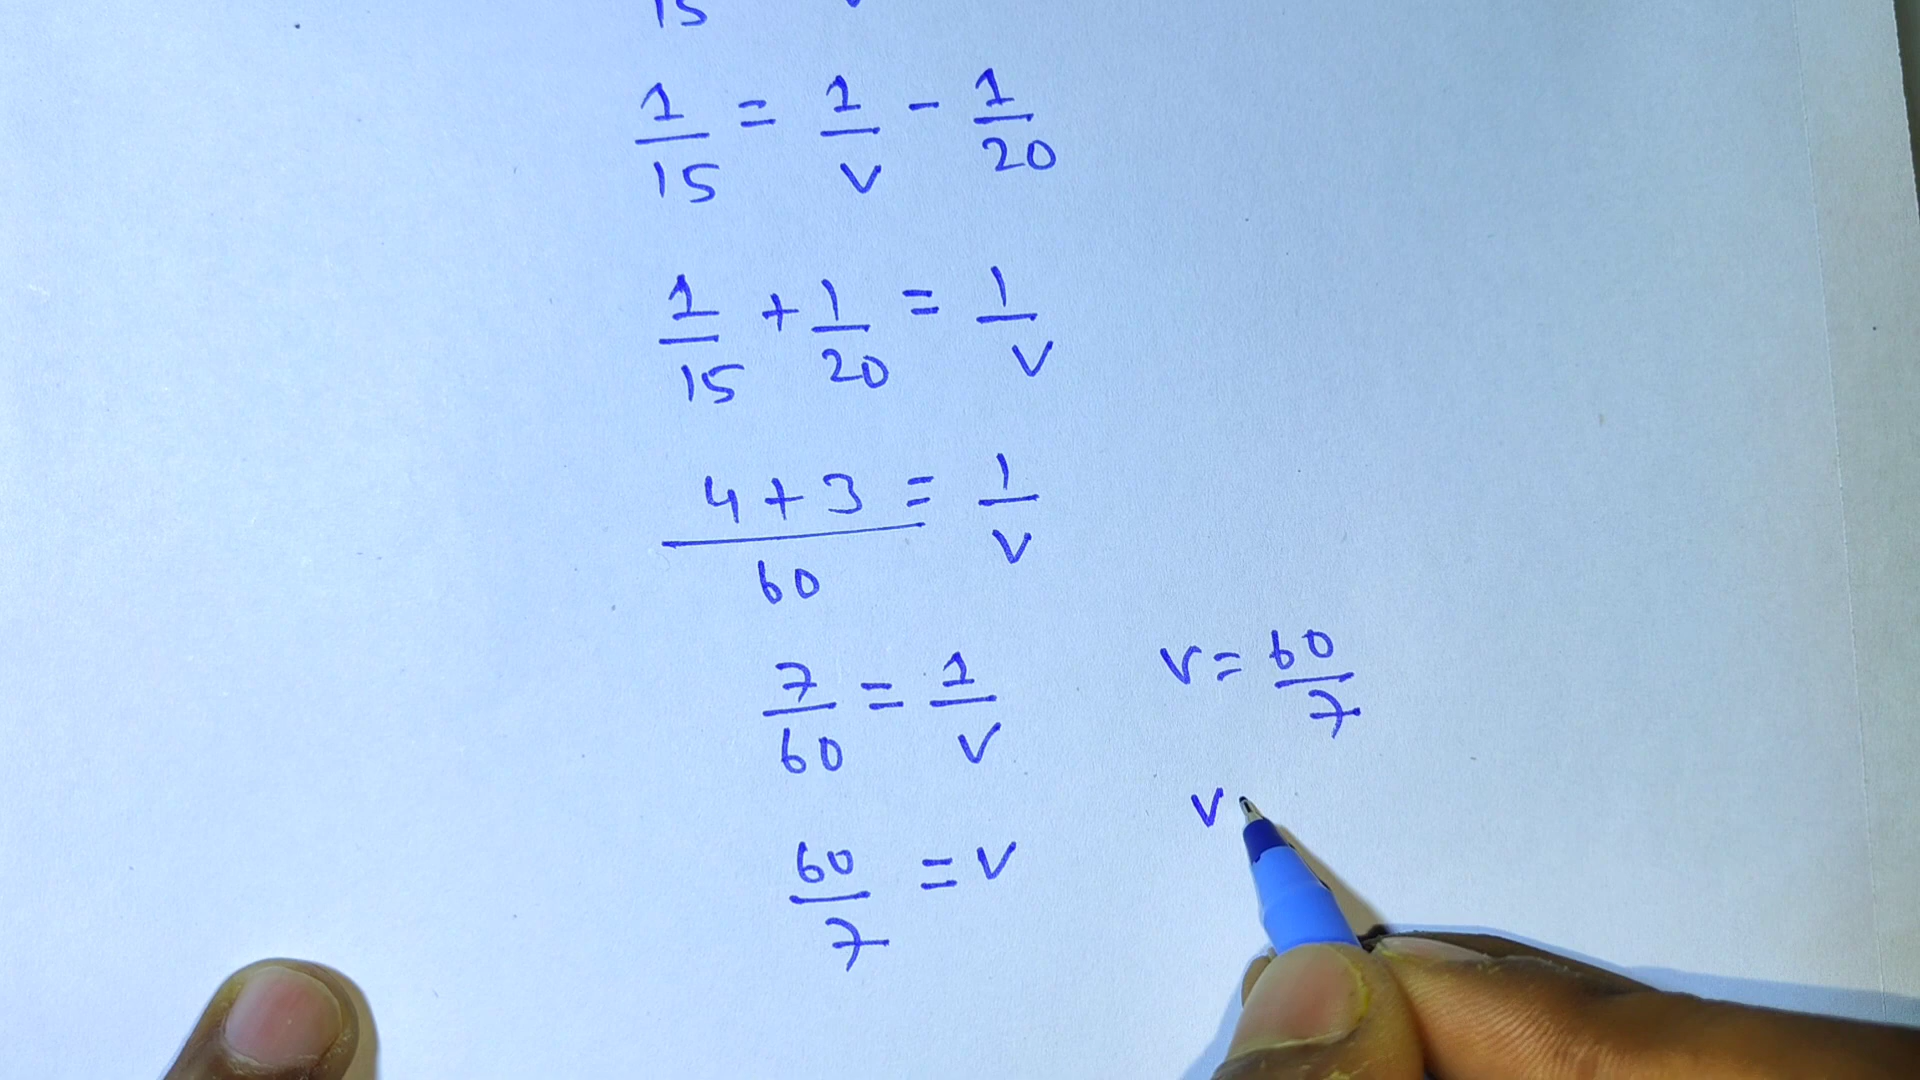 15
1/15 = 1/v - 1/20
1/15 + 1/20 = 1/v
4+3/60 = 1/v
7/60 = 1/v
60/7 = v
v = 60/7
v